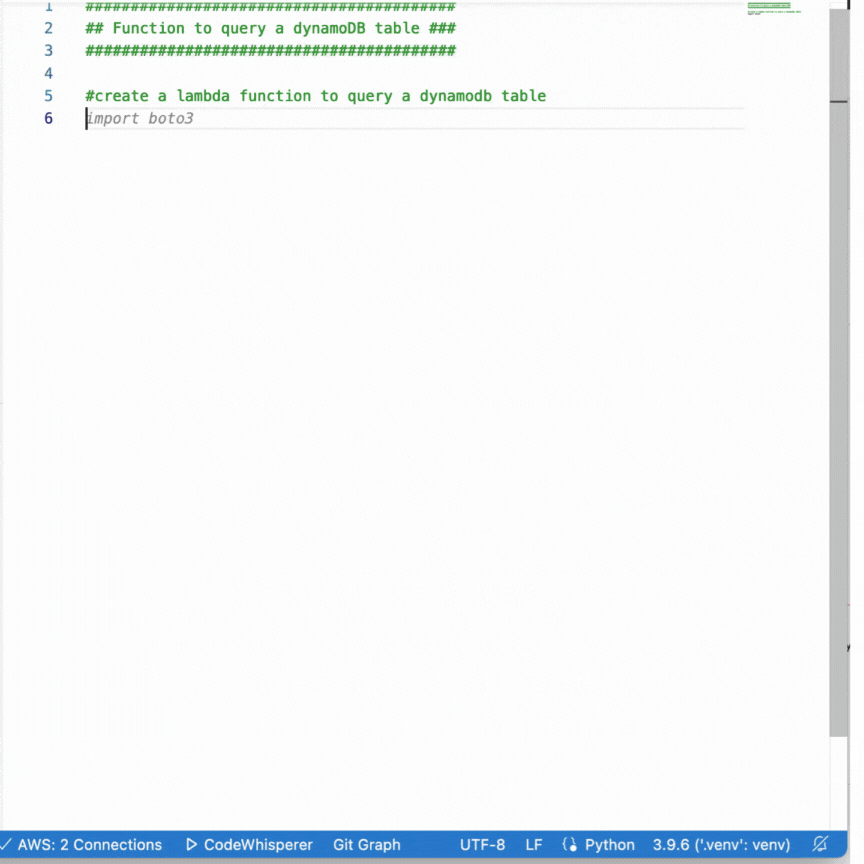 1 #########################################
2 ## Function to query a dynamoDB table ###
3 #########################################
4
5 #create a lambda function to query a dynamodb table
6 import boto3
AWS: 2 Connections CodeWhisperer Git Graph UTF-8 LF Python 3.9.6 ('.venv': venv)